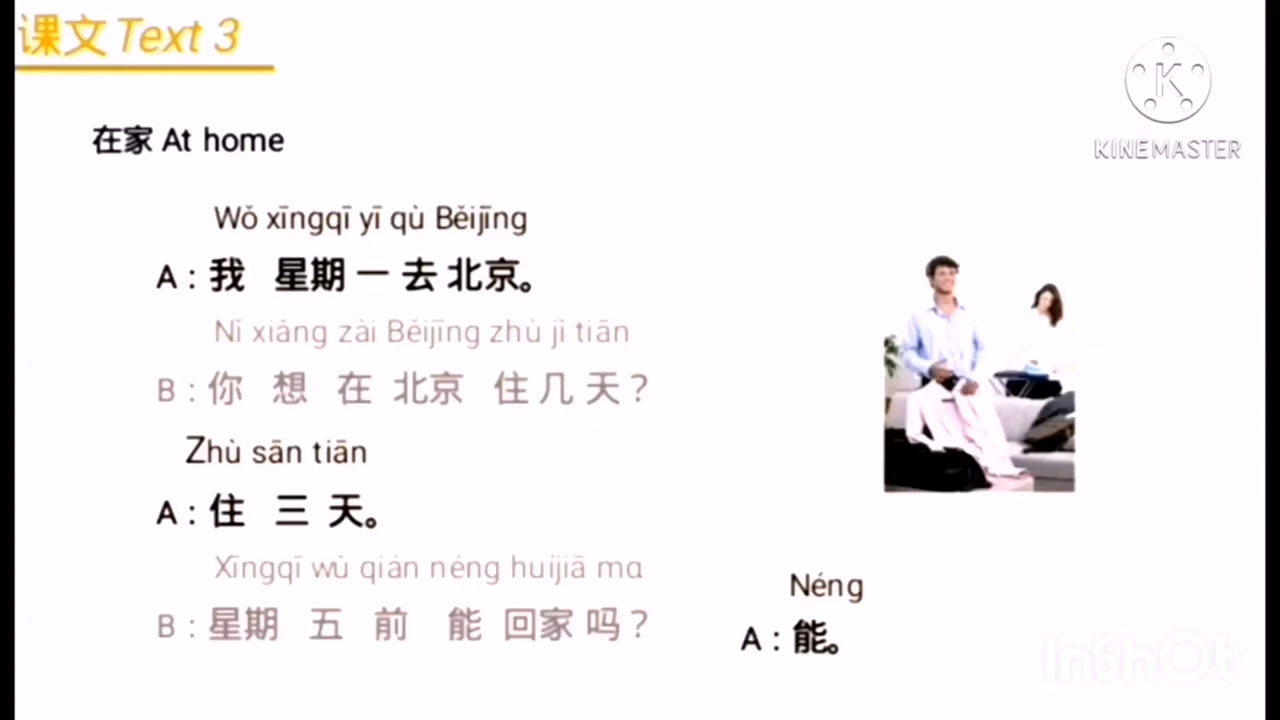 课文 Text 3
在家 At home
Wǒ xīngqī yī qù Běijīng
A : 我 星期 一 去 北京。
Nǐ xiǎng zài Běijīng zhù jǐ tiān
B : 你 想 在 北京 住 几 天？
Zhù sān tiān
A : 住 三 天。
Xīngqī wǔ qián néng huíjiā ma
B : 星期 五 前 能 回家 吗？
Néng
A : 能。
K
KINEMASTER
InShOt